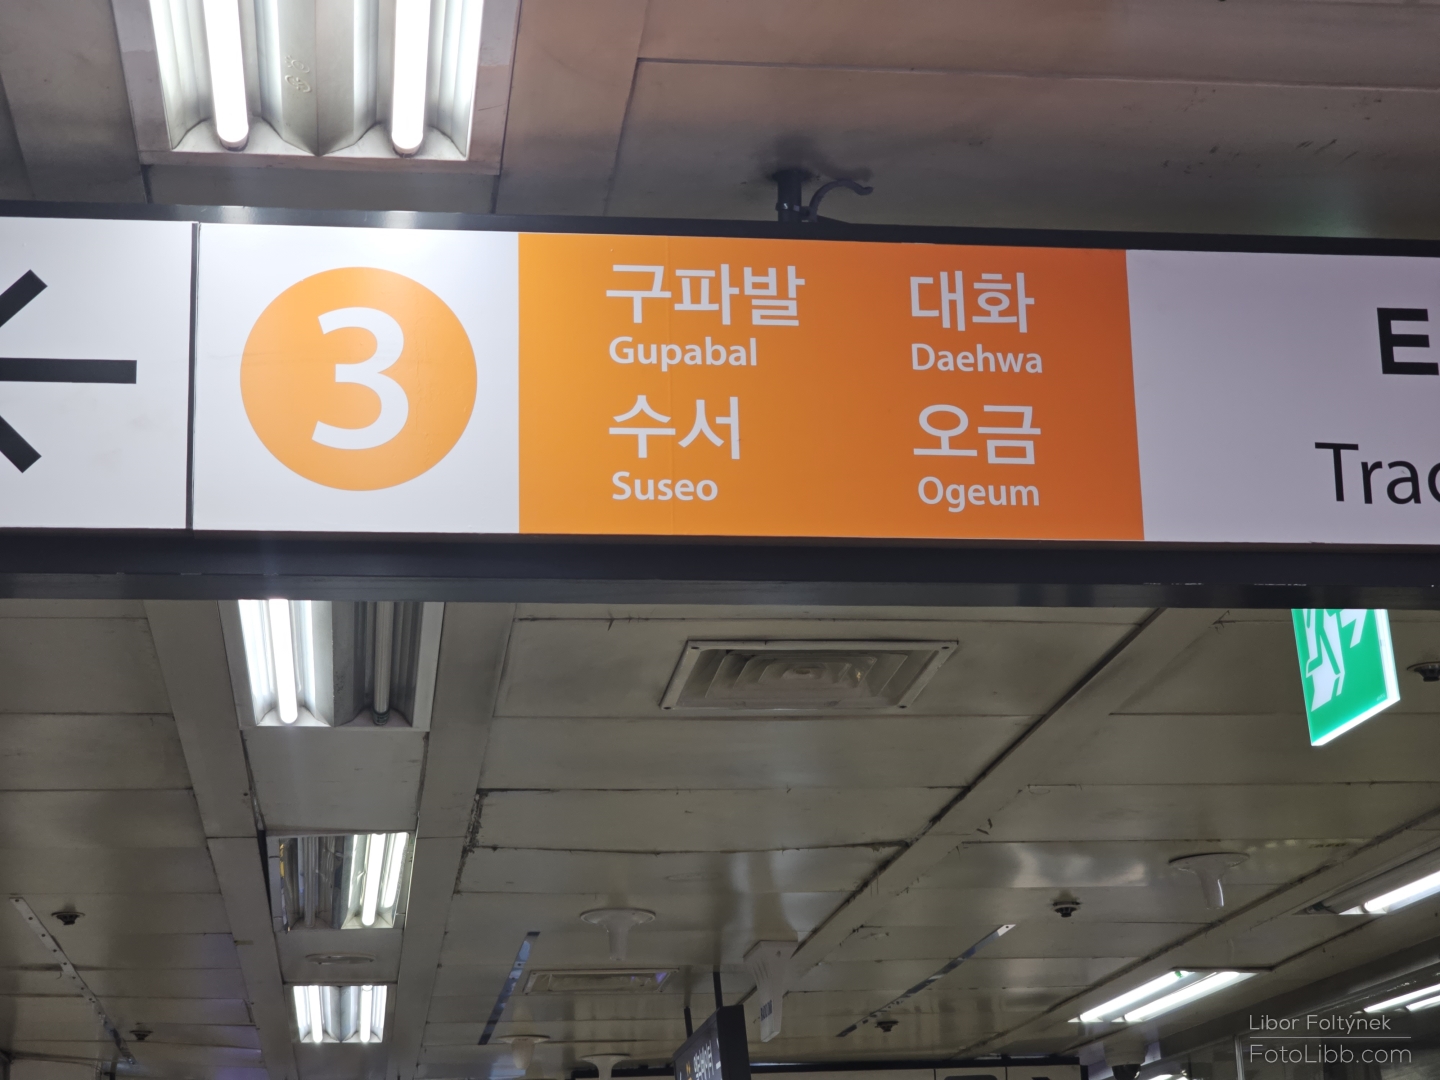 3
구파발 대화
Gupabal Daehwa
수서 오금
Suseo Ogeum
Libor Foltýnek
FotoLibb.com